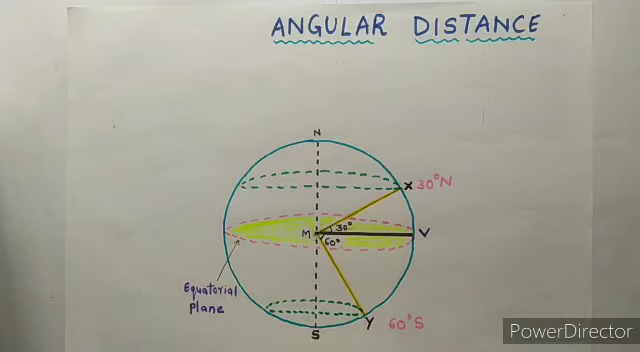 ANGULAR DISTANCE
N
X 30°N
M 30° V
60°
Equatorial
Plane
Y 60°S
S
PowerDirector